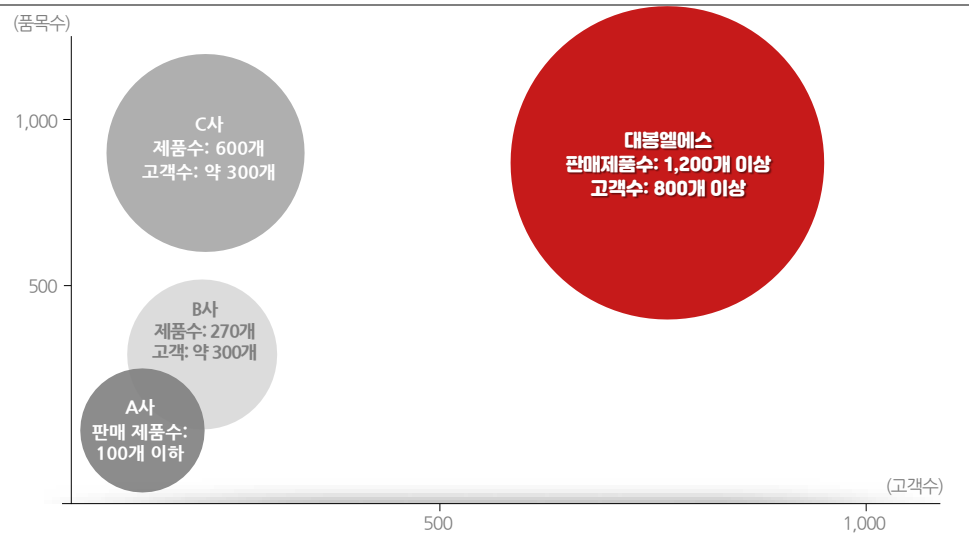 (품목수)
1,000
500
C사
제품수: 600개
고객수: 약 300개
대봉엘에스
판매제품수: 1,200개 이상
고객수: 800개 이상
B사
제품수: 270개
고객: 약 300개
A사
판매 제품수:
100개 이하
(고객수)
500
1,000